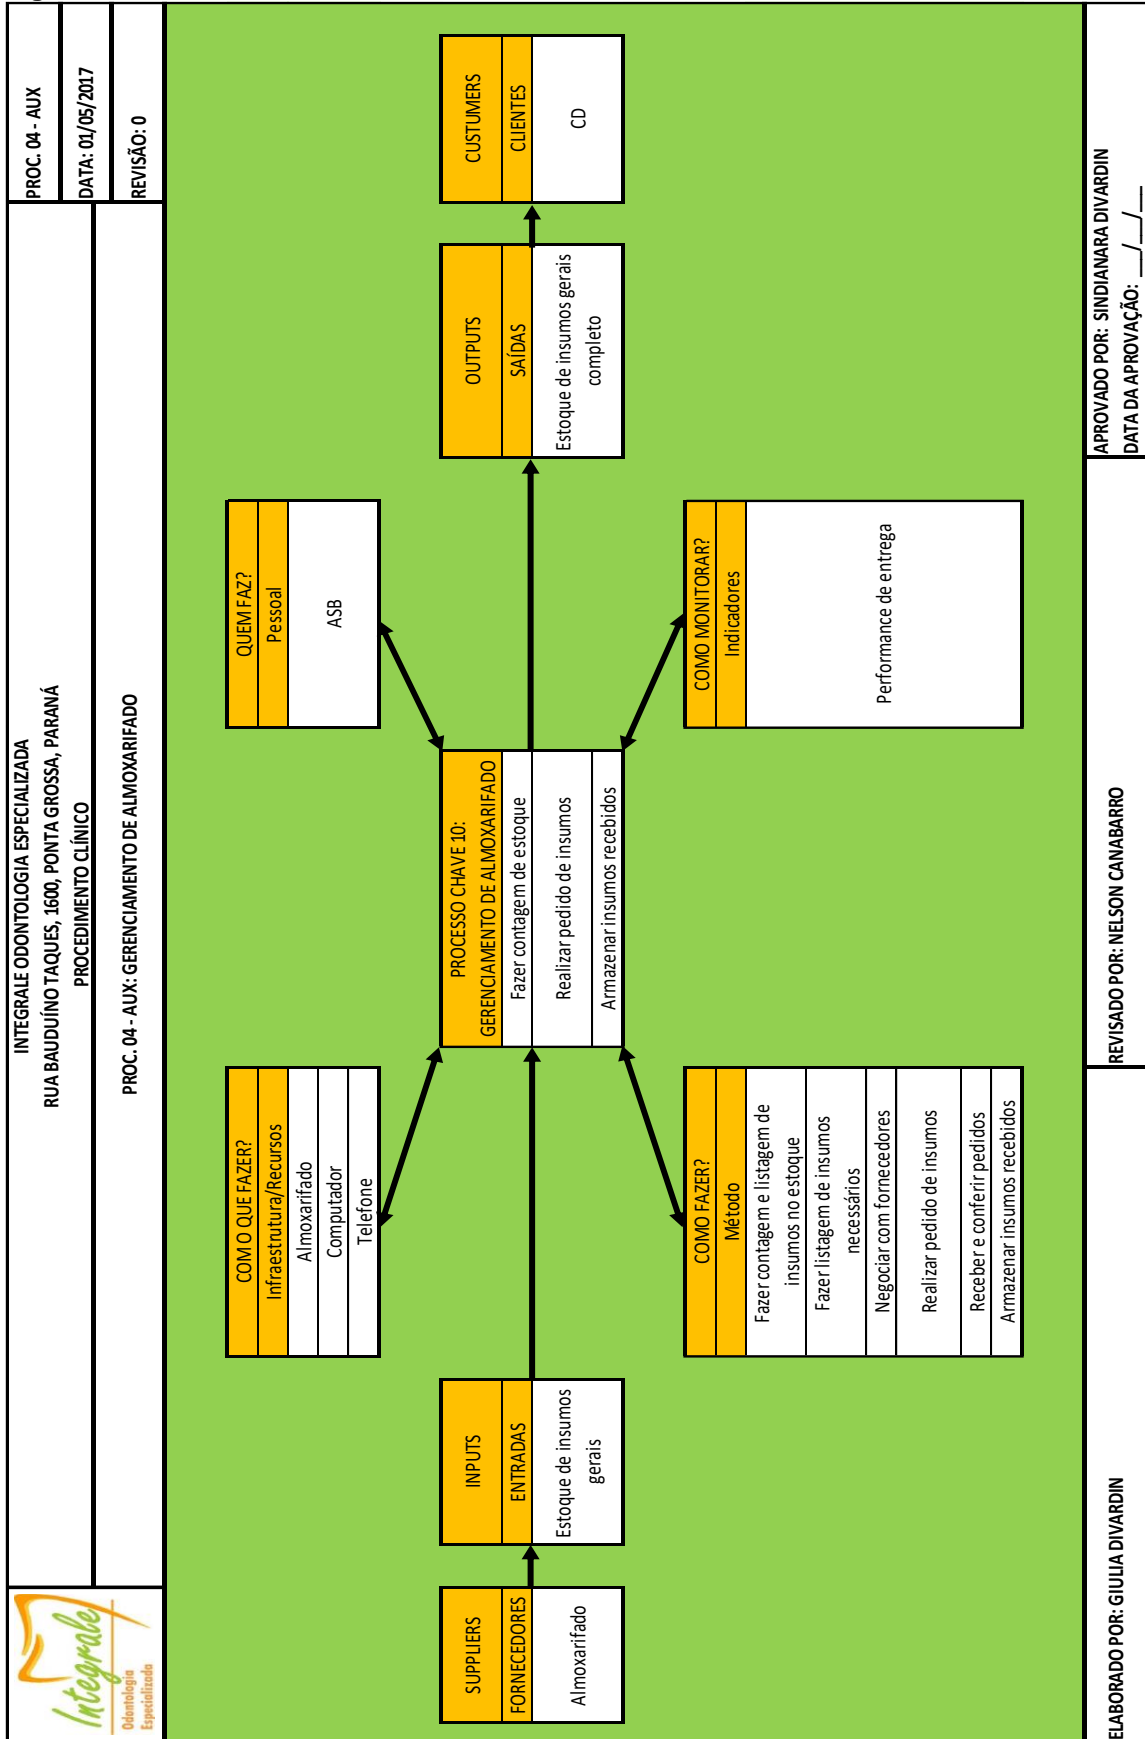 Integrale
Odontologia
Especializada
INTEGRALE ODONTOLOGIA ESPECIALIZADA
RUA BAUDUÍNO TAQUES, 1600, PONTA GROSSA, PARANÁ
PROCEDIMENTO CLÍNICO
PROC. 04 - AUX: GERENCIAMENTO DE ALMOXARIFADO
PROC. 04 - AUX
DATA: 01/05/2017
REVISÃO: 0
SUPPLIERS
FORNECEDORES
Almoxarifado
INPUTS
ENTRADAS
Estoque de insumos
gerais
COM O QUE FAZER?
Infraestrutura/Recursos
Almoxarifado
Computador
Telefone
COMO FAZER?
Método
Fazer contagem e listagem de
insumos no estoque
Fazer listagem de insumos
necessários
Negociar com fornecedores
Realizar pedido de insumos
Receber e conferir pedidos
Armazenar insumos recebidos
PROCESSO CHAVE 10:
GERENCIAMENTO DE ALMOXARIFADO
Fazer contagem de estoque
Realizar pedido de insumos
Armazenar insumos recebidos
QUEM FAZ?
Pessoal
ASB
COMO MONITORAR?
Indicadores
Performance de entrega
OUTPUTS
SAÍDAS
Estoque de insumos gerais
completo
CUSTUMERS
CLIENTES
CD
ELABORADO POR: GIULIA DIVARDIN
REVISADO POR: NELSON CANABARRO
APROVADO POR: SINDIANARA DIVARDIN
DATA DA APROVAÇÃO: __/__/__